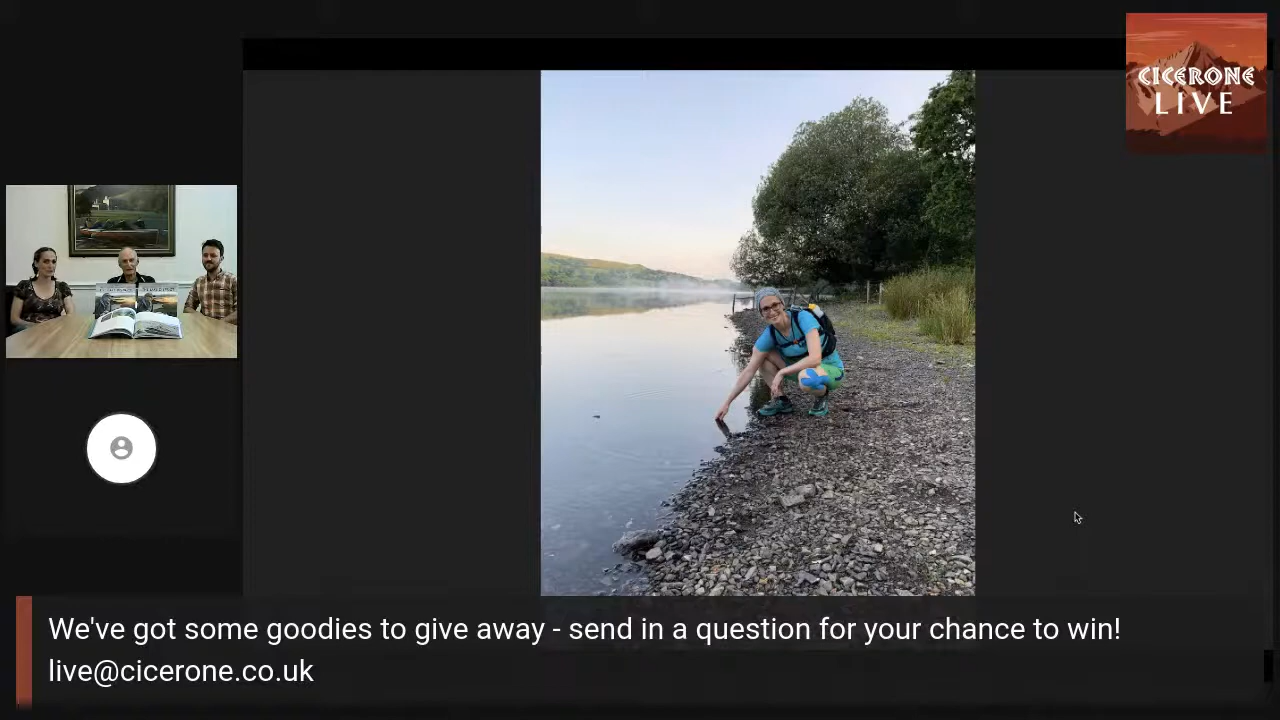 CICERONE
LIVE
We've got some goodies to give away - send in a question for your chance to win!
live@cicerone.co.uk